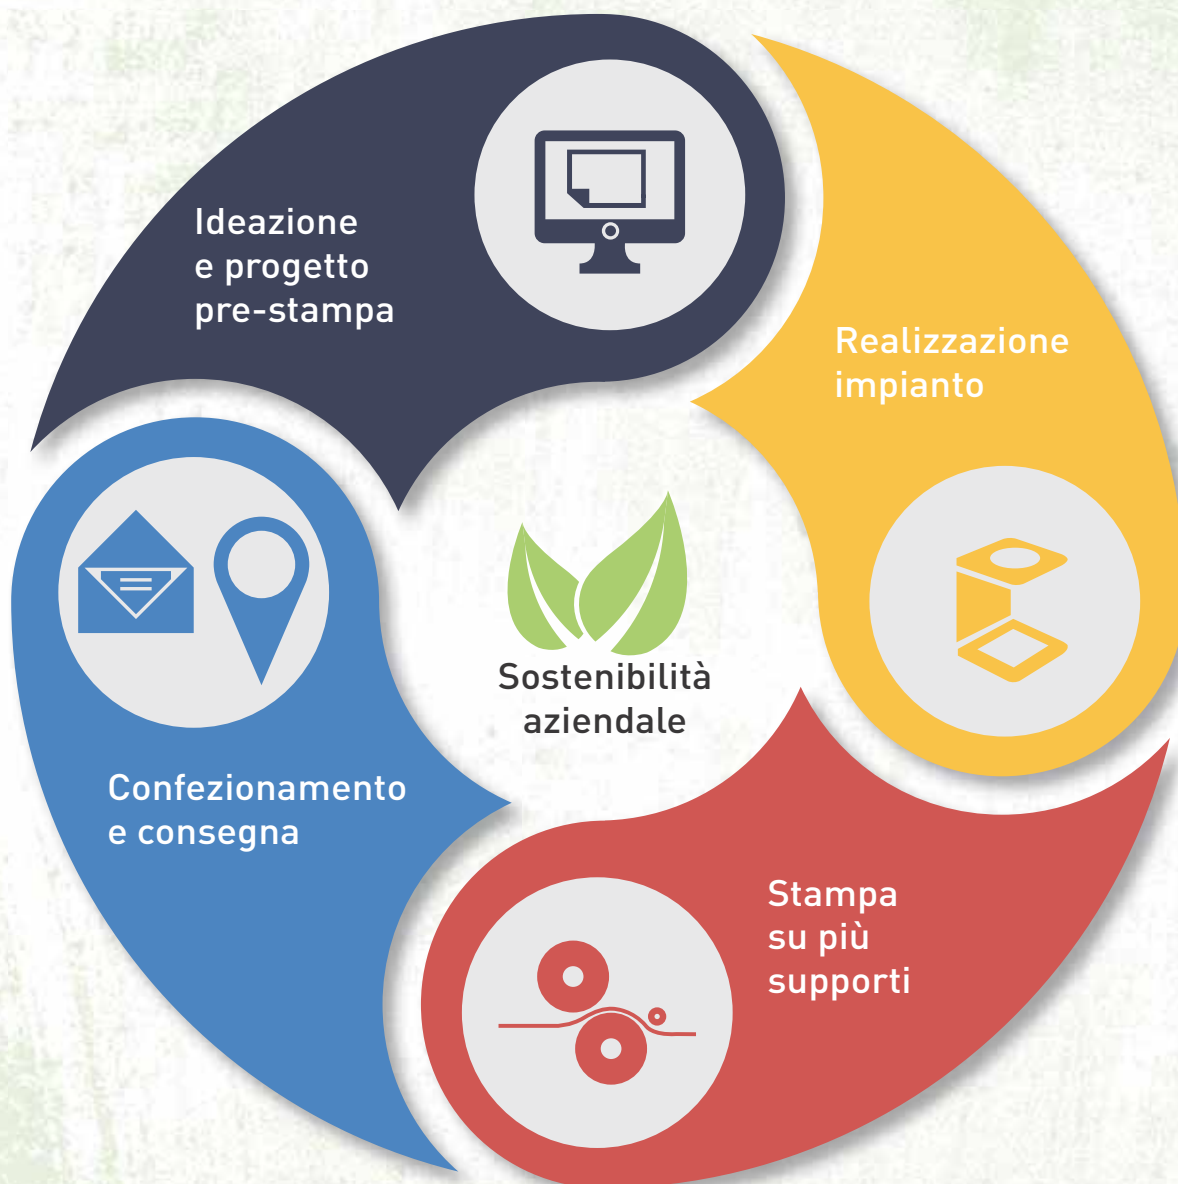 Ideazione
e progetto
pre-stampa
Realizzazione
impianto
Sostenibilità
aziendale
Confezionamento
e consegna
Stampa
su più
supporti